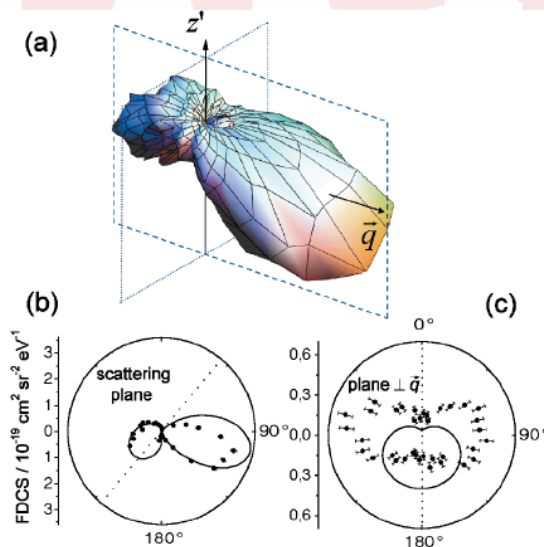 (a)
z'
q
(b)
(c)
0°
FDCS / 10⁻¹⁹ cm² sr⁻² eV⁻¹
3
2
1
0
1
2
3
scattering
plane
90°
180°
0,6
0,3
0,0
0,3
0,6
plane ⊥ q
90°
180°